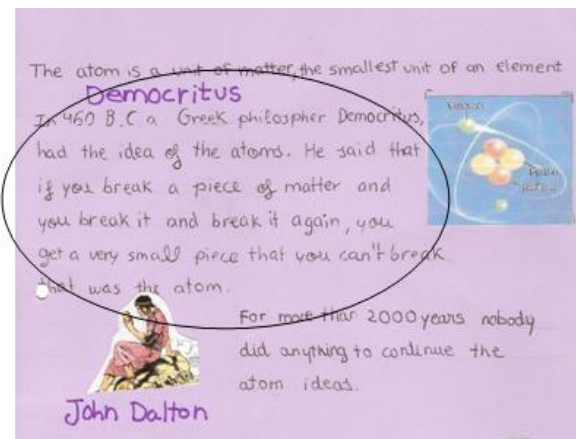 The atom is a unit of matter, the smallest unit of an element
Democritus
In 460 B.C a Greek philospher Democritus,
had the idea of the atoms. He said that
if you break a piece of matter and
you break it and break it again, you
get a very small piece that you can't break
that was the atom.
For more than 2000 years nobody
did anything to continue the
atom ideas.
John Dalton